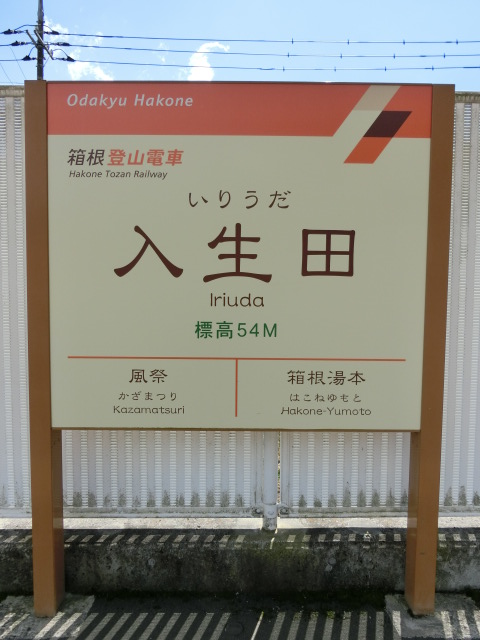 Odakyu Hakone
箱根登山電車
Hakone Tozan Railway
いりうだ
入生田
Iriuda
標高54M
風祭
かざまつり
Kazamatsuri
箱根湯本
はこねゆもと
Hakone-Yumoto